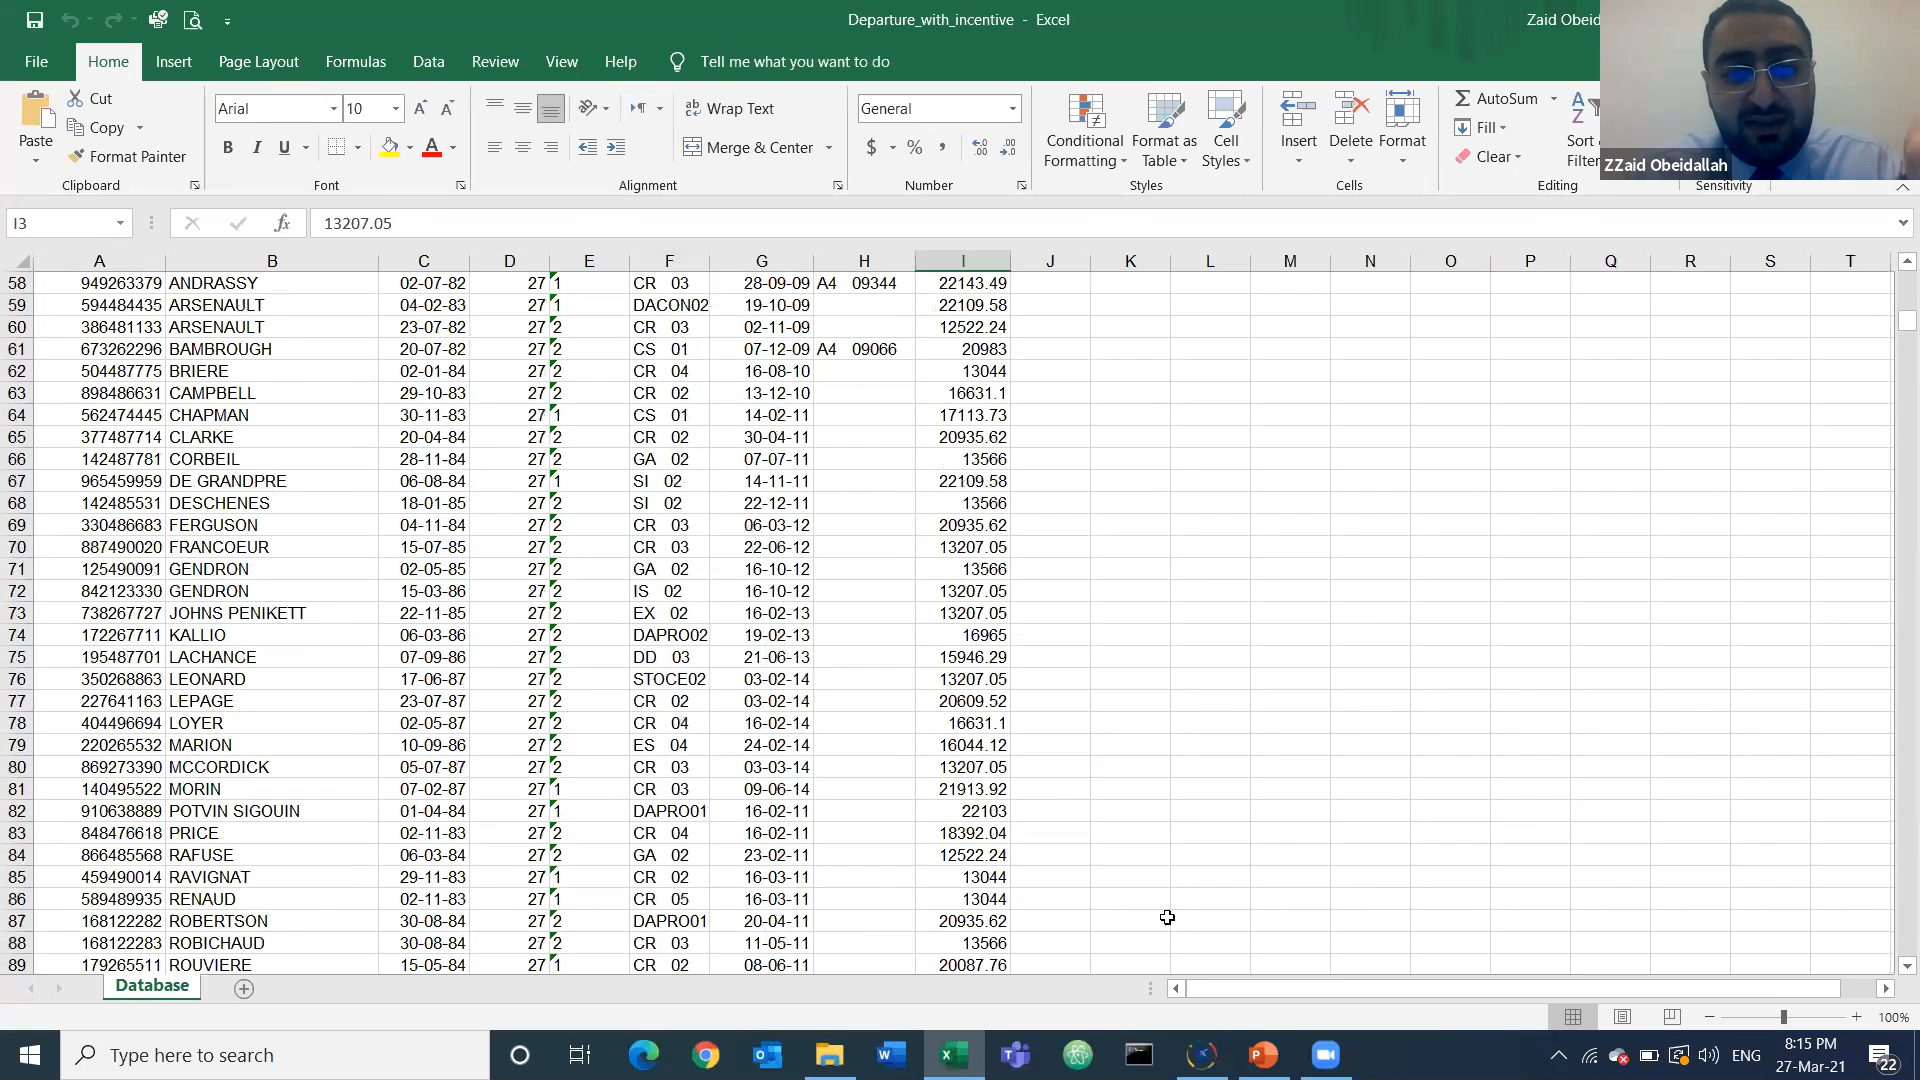 Departure_with_incentive - Excel
Zaid Obeid
File Home Insert Page Layout Formulas Data Review View Help Tell me what you want to do
Paste
Cut
Copy
Format Painter
Clipboard
Arial 10
B I U
Font
Wrap Text
Merge & Center
Alignment
General
$ % ,
Number
Conditional Formatting
Format as Table
Cell Styles
Styles
Insert Delete Format
Cells
AutoSum
Fill
Clear
Sort
Filter
Editing
Sensitivity
ZZaid Obeidallah
I3 fx 13207.05
A B C D E F G H I J K L M N O P Q R S T
58 949263379 ANDRASSY 02-07-82 27 1 CR 03 28-09-09 A4 09344 22143.49
59 594484435 ARSENAULT 04-02-83 27 1 DACON02 19-10-09 22109.58
60 386481133 ARSENAULT 23-07-82 27 2 CR 03 02-11-09 12522.24
61 673262296 BAMBROUGH 20-07-82 27 2 CS 01 07-12-09 A4 09066 20983
62 504487775 BRIERE 02-01-84 27 2 CR 04 16-08-10 13044
63 898486631 CAMPBELL 29-10-83 27 2 CR 02 13-12-10 16631.1
64 562474445 CHAPMAN 30-11-83 27 1 CS 01 14-02-11 17113.73
65 377487714 CLARKE 20-04-84 27 2 CR 02 30-04-11 20935.62
66 142487781 CORBEIL 28-11-84 27 2 GA 02 07-07-11 13566
67 965459959 DE GRANDPRE 06-08-84 27 1 SI 02 14-11-11 22109.58
68 142485531 DESCHENES 18-01-85 27 2 SI 02 22-12-11 13566
69 330486683 FERGUSON 04-11-84 27 2 CR 03 06-03-12 20935.62
70 887490020 FRANCOEUR 15-07-85 27 2 CR 03 22-06-12 13207.05
71 125490091 GENDRON 02-05-85 27 2 GA 02 16-10-12 13566
72 842123330 GENDRON 15-03-86 27 2 IS 02 16-10-12 13207.05
73 738267727 JOHNS PENIKETT 22-11-85 27 2 EX 02 16-02-13 13207.05
74 172267711 KALLIO 06-03-86 27 2 DAPRO02 19-02-13 16965
75 195487701 LACHANCE 07-09-86 27 2 DD 03 21-06-13 15946.29
76 350268863 LEONARD 17-06-87 27 2 STOCE02 03-02-14 13207.05
77 227641163 LEPAGE 23-07-87 27 2 CR 02 03-02-14 20609.52
78 404496694 LOYER 02-05-87 27 2 CR 04 16-02-14 16631.1
79 220265532 MARION 10-09-86 27 2 ES 04 24-02-14 16044.12
80 869273390 MCCORDICK 05-07-87 27 2 CR 03 03-03-14 13207.05
81 140495522 MORIN 07-02-87 27 1 CR 03 09-06-14 21913.92
82 910638889 POTVIN SIGOUIN 01-04-84 27 1 DAPRO01 16-02-11 22103
83 848476618 PRICE 02-11-83 27 2 CR 04 16-02-11 18392.04
84 866485568 RAFUSE 06-03-84 27 2 GA 02 23-02-11 12522.24
85 459490014 RAVIGNAT 29-11-83 27 1 CR 02 16-03-11 13044
86 589489935 RENAUD 02-11-83 27 1 CR 05 16-03-11 13044
87 168122282 ROBERTSON 30-08-84 27 2 DAPRO01 20-04-11 20935.62
88 168122283 ROBICHAUD 30-08-84 27 2 CR 03 11-05-11 13566
89 179265511 ROUVIERE 15-05-84 27 1 CR 02 08-06-11 20087.76
Database
100%
Type here to search
ENG
8:15 PM
27-Mar-21
22